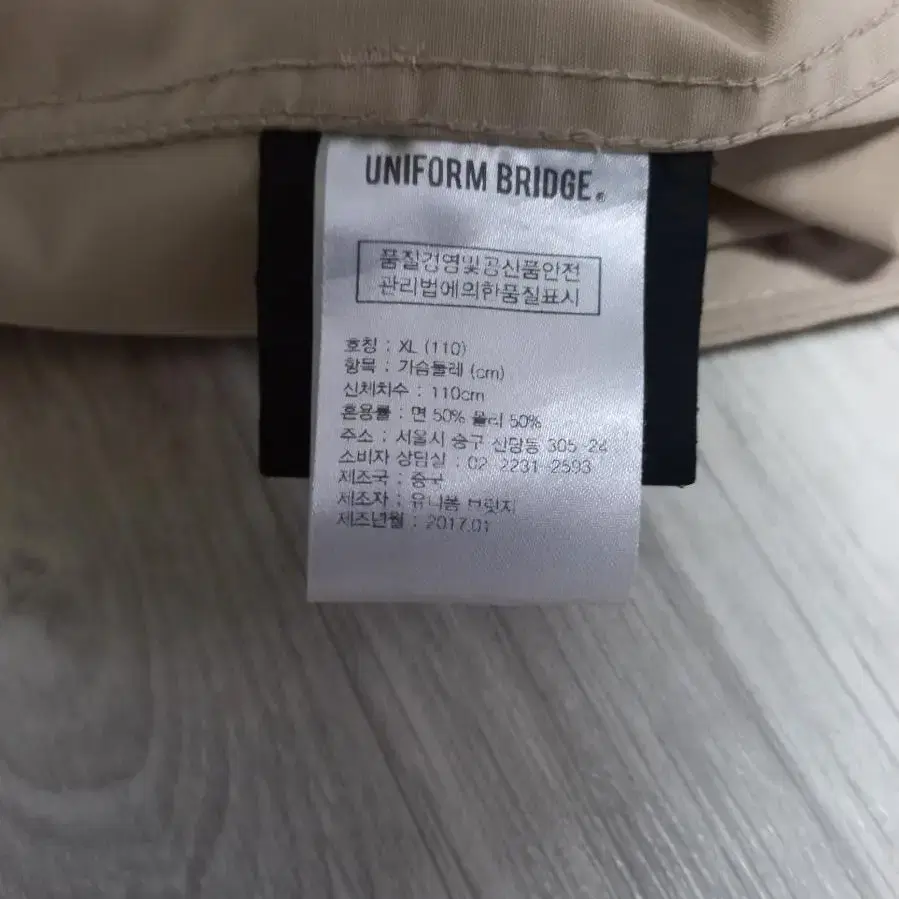 UNIFORM BRIDGE.
품질경영및공산품안전
관리법에의한품질표시
호칭 : XL (110)
항목 : 가슴둘레 (cm)
신체치수 : 110cm
혼용률 : 면 50% 폴리 50%
주소 : 서울시 중구 신당동 305-24
소비자 상담실 : 02 2231-2593
제조국 : 중국
제조자 : 유니폼 브릿지
제조년월 : 2017.01